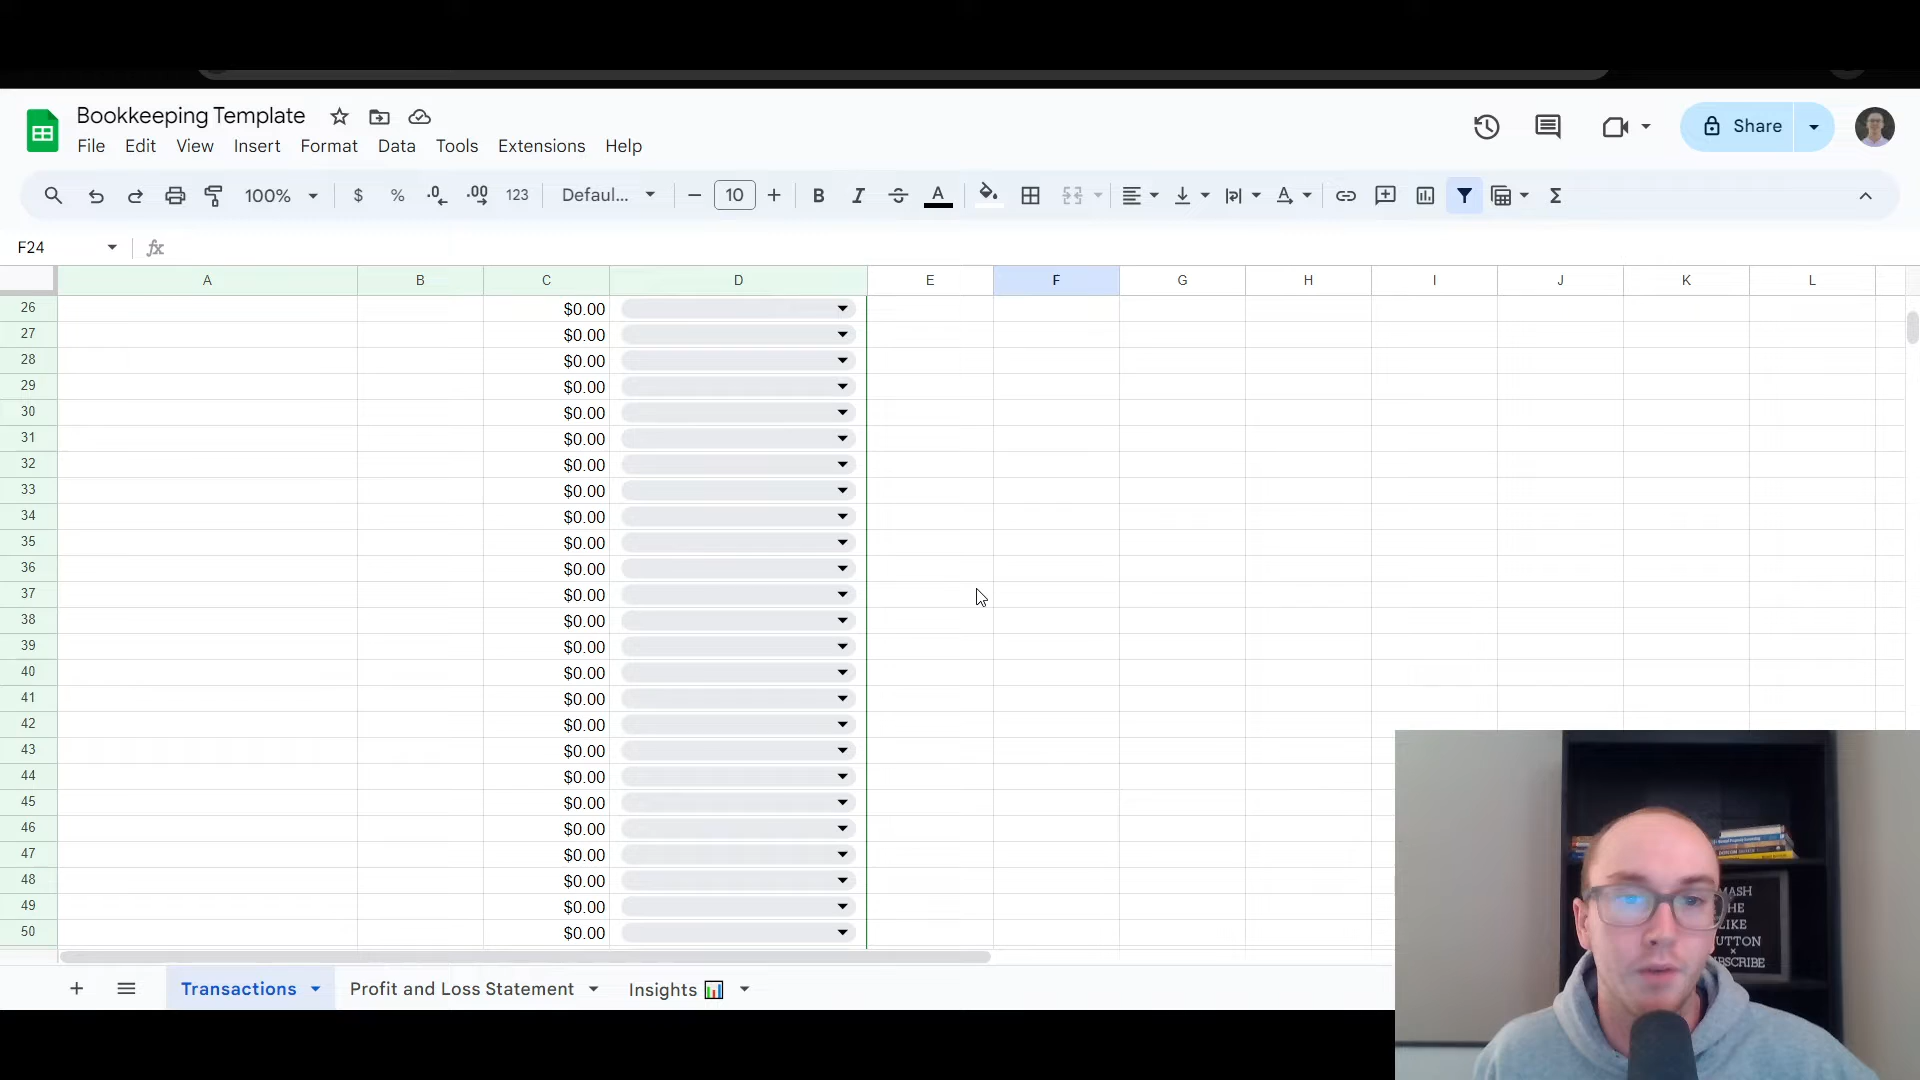 Bookkeeping Template
File Edit View Insert Format Data Tools Extensions Help
Share
100% $ % .0 .00 123 Defaul... 10 B I A
F24 fx
A B C D E F G H I J K L
26 $0.00
27 $0.00
28 $0.00
29 $0.00
30 $0.00
31 $0.00
32 $0.00
33 $0.00
34 $0.00
35 $0.00
36 $0.00
37 $0.00
38 $0.00
39 $0.00
40 $0.00
41 $0.00
42 $0.00
43 $0.00
44 $0.00
45 $0.00
46 $0.00
47 $0.00
48 $0.00
49 $0.00
50 $0.00
Transactions Profit and Loss Statement Insights 📊
MASH
HE
LIKE
UTTON
×
UBSCRIBE